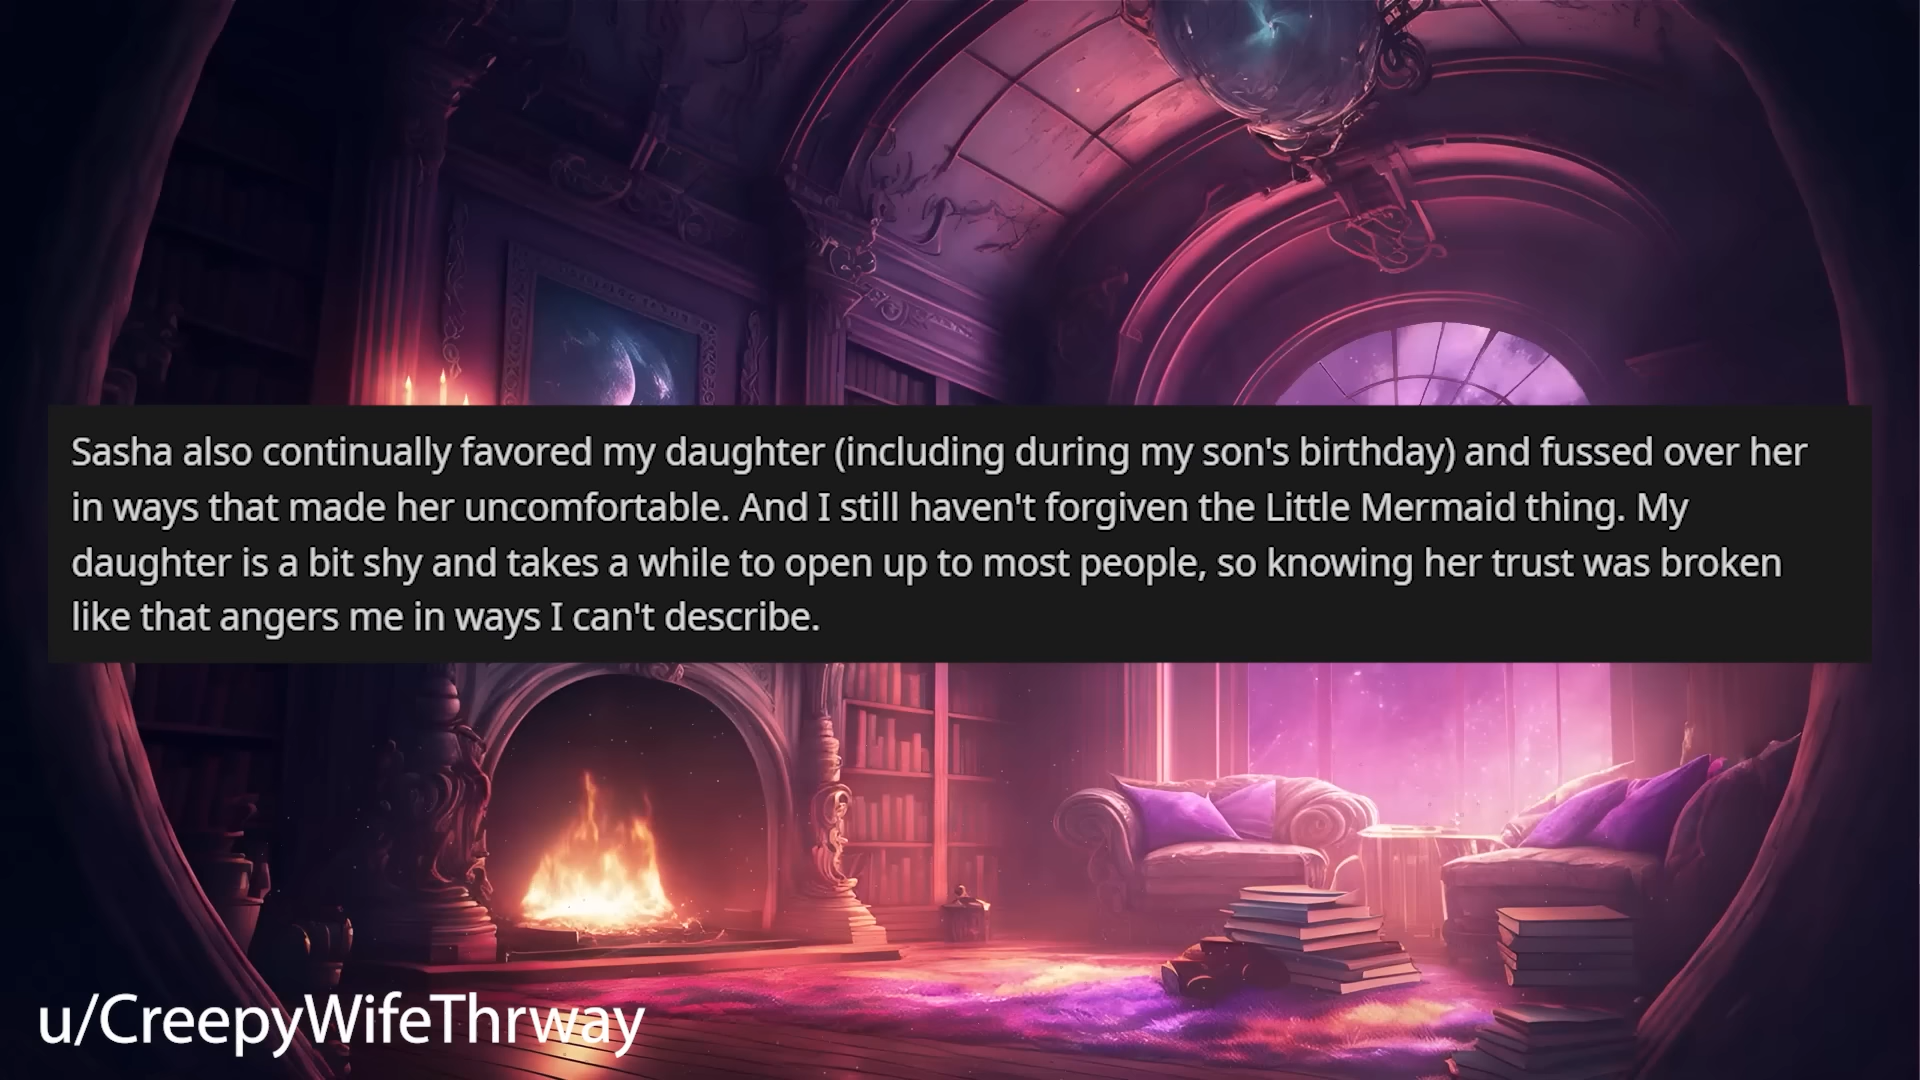 Sasha also continually favored my daughter (including during my son's birthday) and fussed over her
in ways that made her uncomfortable. And I still haven't forgiven the Little Mermaid thing. My
daughter is a bit shy and takes a while to open up to most people, so knowing her trust was broken
like that angers me in ways I can't describe.
u/CreepyWifeThrway